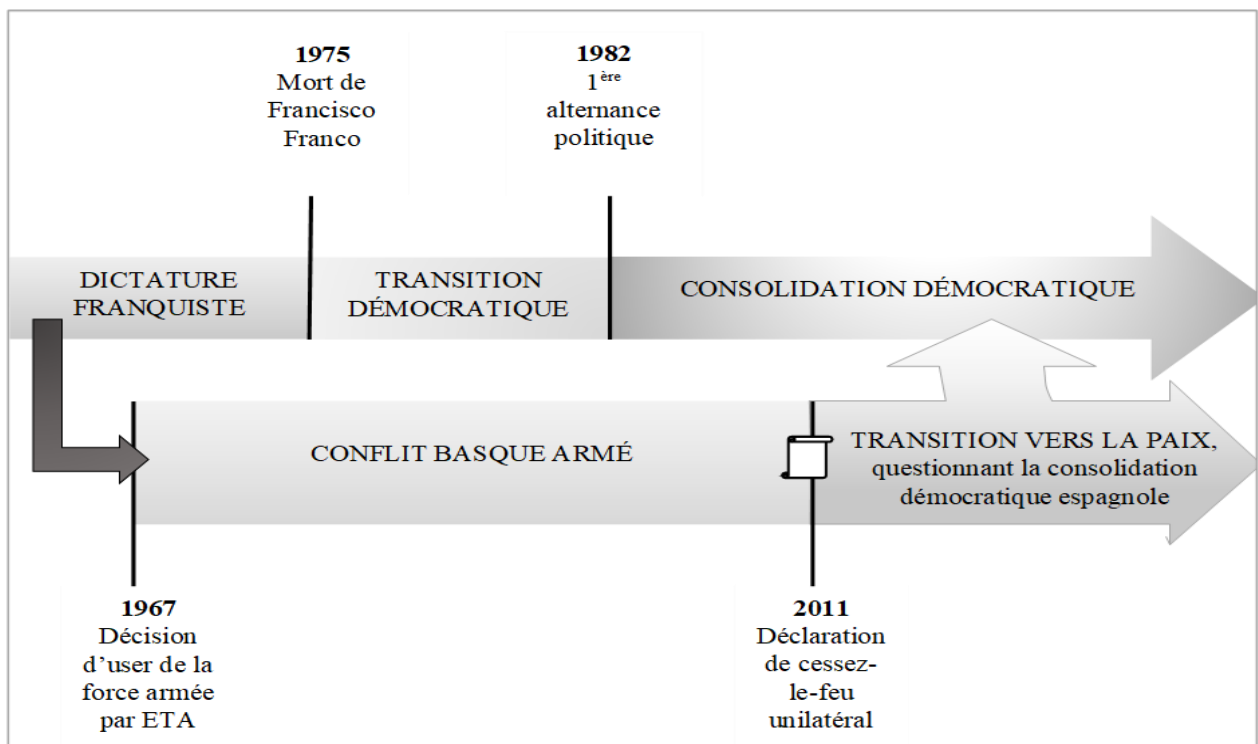 1975
Mort de
Francisco
Franco
1982
1ère
alternance
politique
DICTATURE
FRANQUISTE
TRANSITION
DÉMOCRATIQUE
CONSOLIDATION DÉMOCRATIQUE
CONFLIT BASQUE ARMÉ
TRANSITION VERS LA PAIX,
questionnant la consolidation
démocratique espagnole
1967
Décision
d’user de la
force armée
par ETA
2011
Déclaration
de cessez-
le-feu
unilatéral